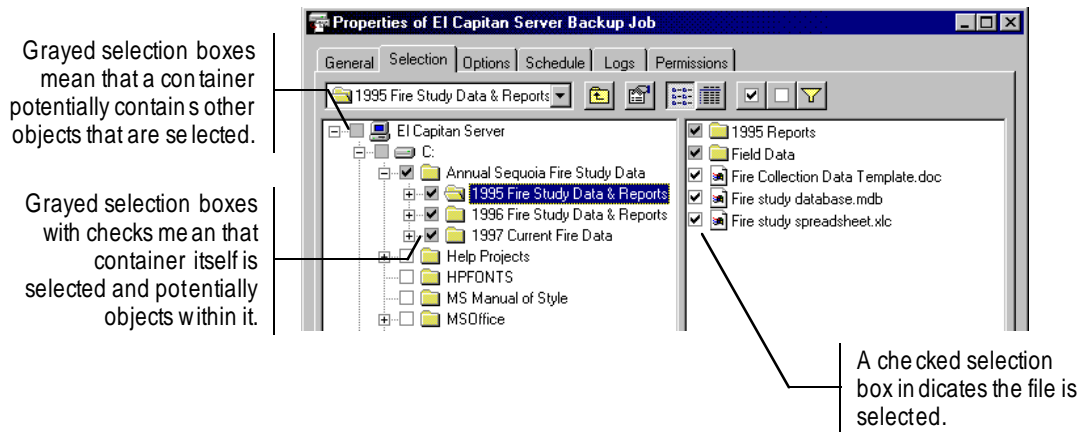 Properties of El Capitan Server Backup Job
Grayed selection boxes
mean that a container
potentially contains other
objects that are selected.
General Selection Options Schedule Logs Permissions
1995 Fire Study Data & Reports
El Capitan Server
C:
Annual Sequoia Fire Study Data
1995 Fire Study Data & Reports
1996 Fire Study Data & Reports
1997 Current Fire Data
Help Projects
HPFONTS
MS Manual of Style
MSOffice
1995 Reports
Field Data
Fire Collection Data Template.doc
Fire study database.mdb
Fire study spreadsheet.xlc
Grayed selection boxes
with checks mean that
container itself is
selected and potentially
objects within it.
A checked selection
box indicates the file is
selected.